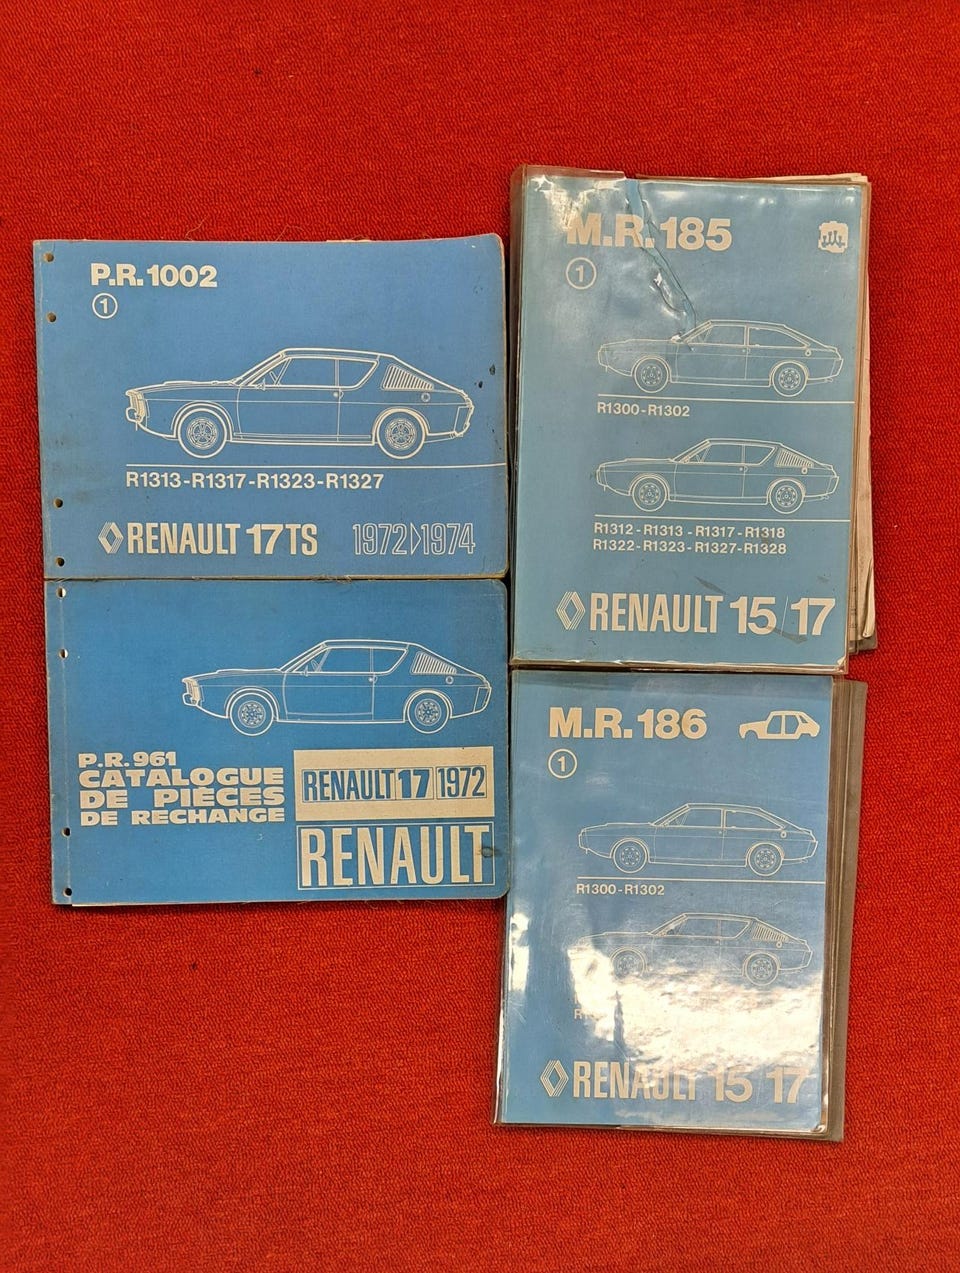 P.R.1002
1
R1313-R1317-R1323-R1327
RENAULT 17TS 1972▷1974
P.R.961
CATALOGUE
DE PIÈCES
DE RECHANGE
RENAULT 17 1972
RENAULT
M.R.185
1
R1300-R1302
R1312-R1313-R1317-R1318
R1322-R1323-R1327-R1328
RENAULT 15/17
M.R.186
1
R1300-R1302
RENAULT 15/17